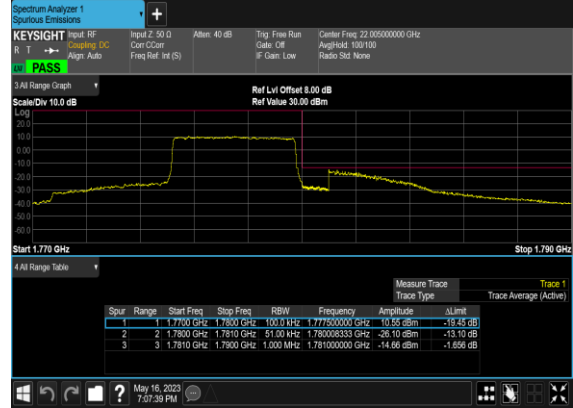 Spectrum Analyzer 1
Spurious Emissions
+
KEYSIGHT Input: RF Input Z: 50 Ω Atten: 40 dB Trig: Free Run Center Freq: 22.005000000 GHz
R T Coupling: DC Corr CCorr Gate: Off Avg|Hold: 100/100
Align: Auto Freq Ref: Int (S) IF Gain: Low Radio Std: None
PASS
3 All Range Graph
Ref Lvl Offset 8.00 dB
Scale/Div 10.0 dB Ref Value 30.00 dBm
Log
20.0
10.0
0.00
-10.0
-20.0
-30.0
-40.0
-50.0
-60.0
Start 1.770 GHz Stop 1.790 GHz
4 All Range Table
Measure Trace Trace 1
Trace Type Trace Average (Active)
Spur Range Start Freq Stop Freq RBW Frequency Amplitude ΔLimit
1 1 1.7700 GHz 1.7800 GHz 100.0 kHz 1.777500000 GHz 10.55 dBm -19.45 dB
2 2 1.7800 GHz 1.7810 GHz 51.00 kHz 1.780008333 GHz -26.10 dBm -13.10 dB
3 3 1.7810 GHz 1.7900 GHz 1.000 MHz 1.781000000 GHz -14.66 dBm -1.656 dB
? May 16, 2023
7:07:39 PM